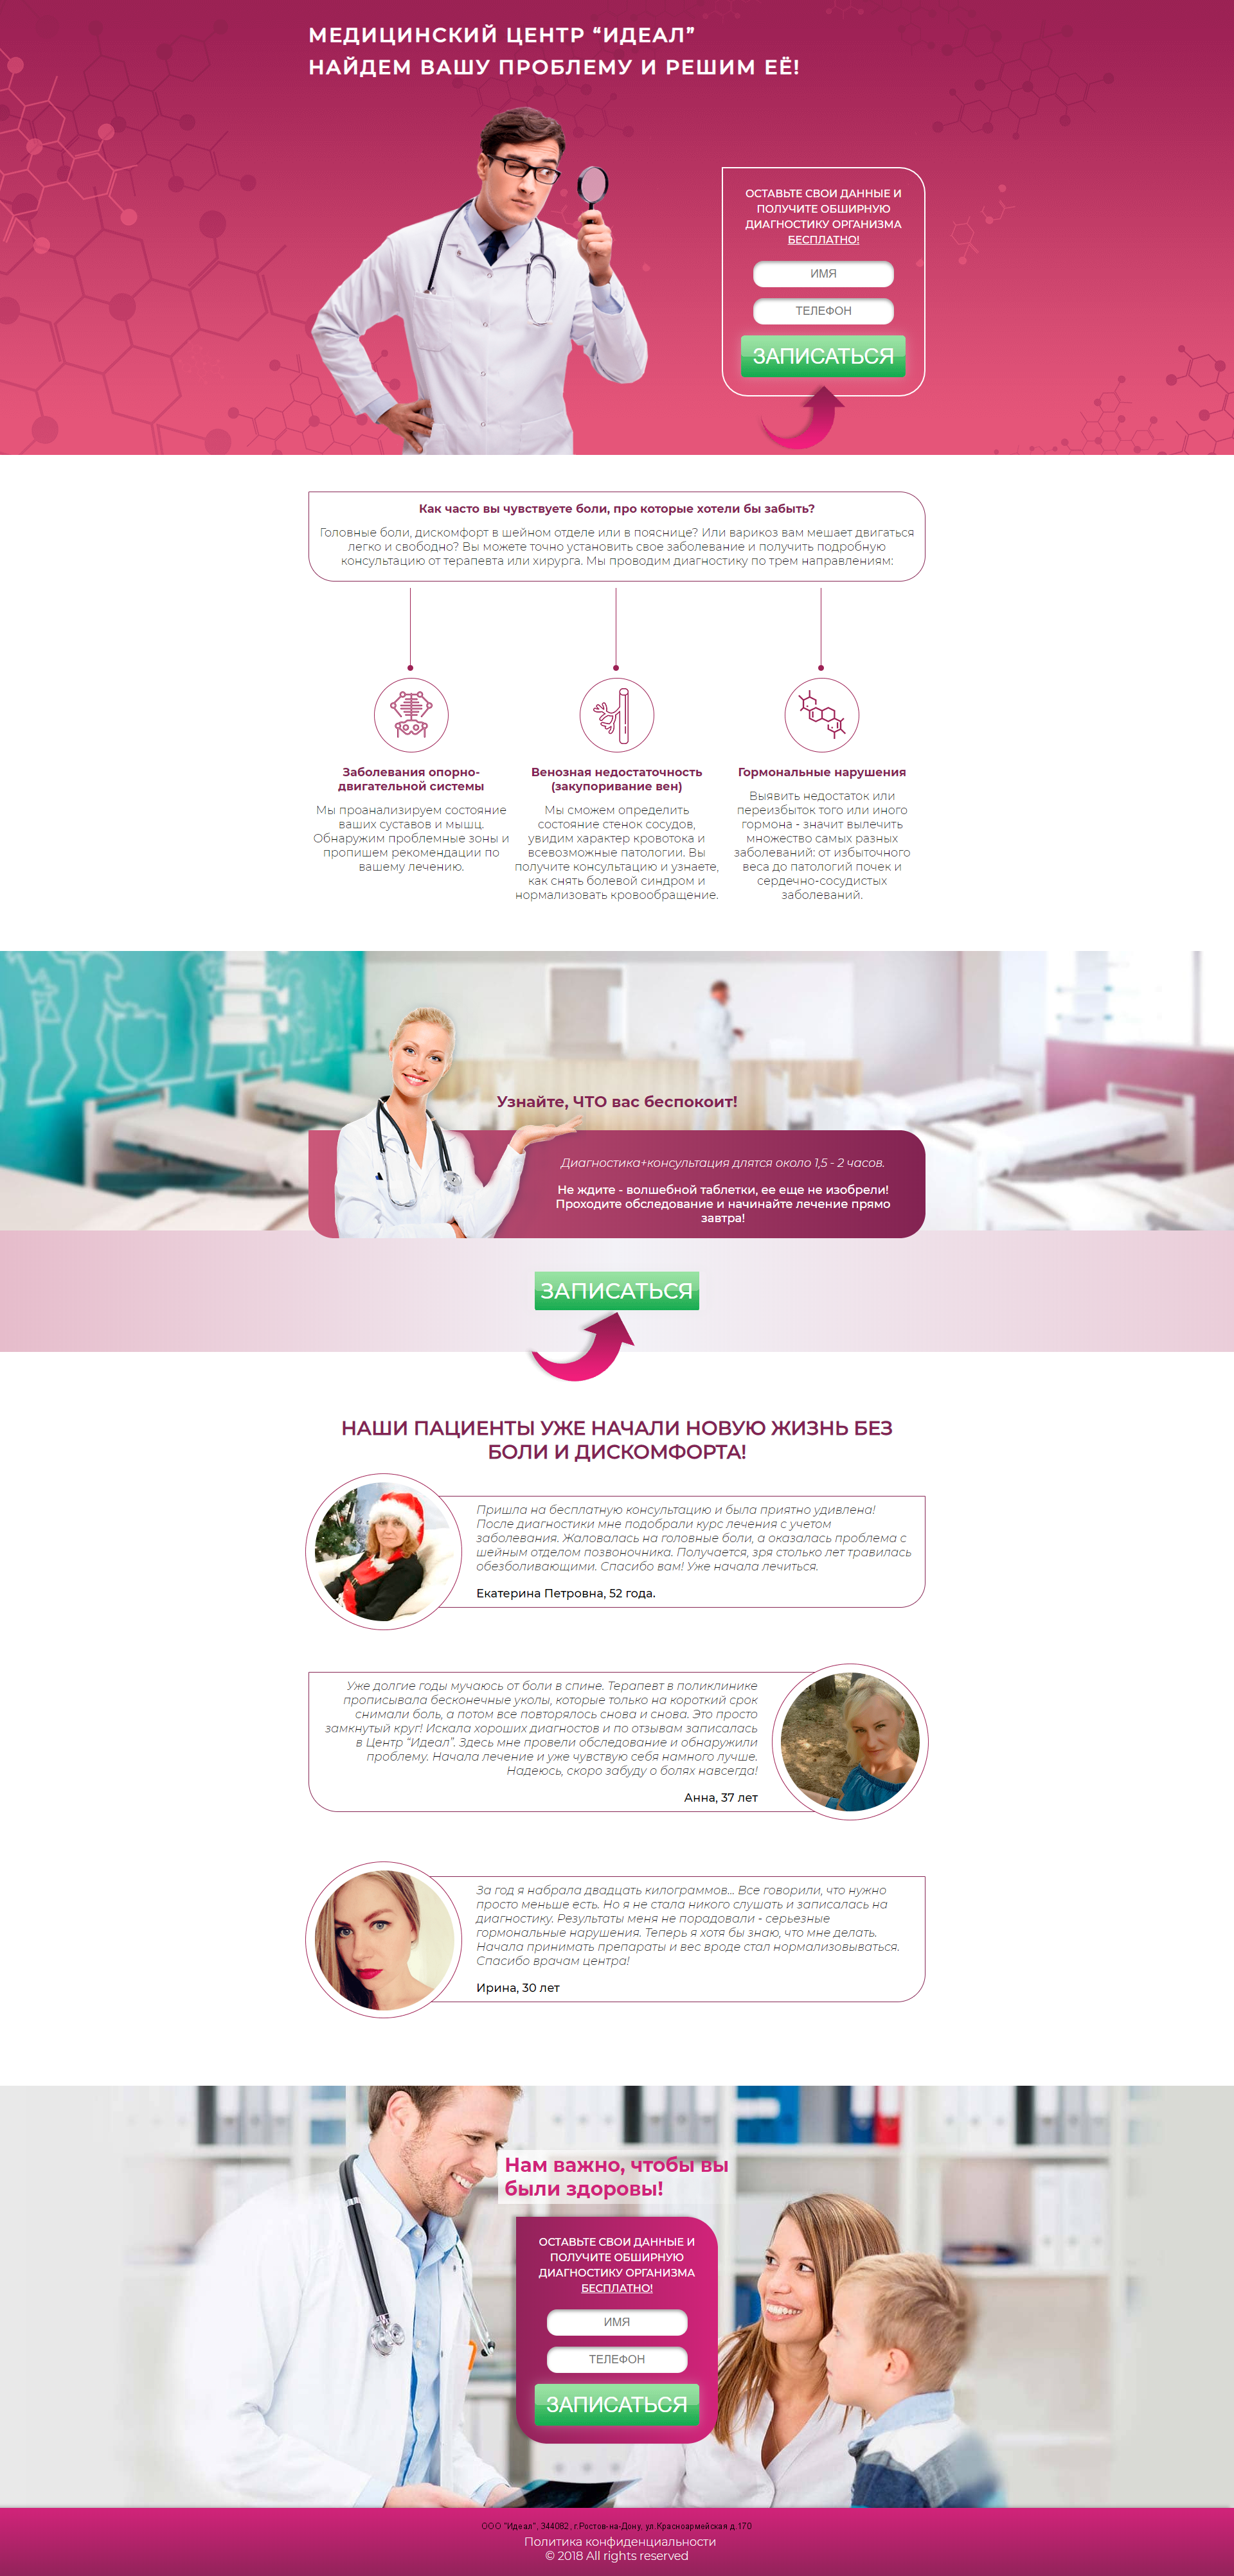 МЕДИЦИНСКИЙ ЦЕНТР “ИДЕАЛ”
НАЙДЕМ ВАШУ ПРОБЛЕМУ И РЕШИМ ЕЁ!
ОСТАВЬТЕ СВОИ ДАННЫЕ И
ПОЛУЧИТЕ ОБШИРНУЮ
ДИАГНОСТИКУ ОРГАНИЗМА
БЕСПЛАТНО!
ИМЯ
ТЕЛЕФОН
ЗАПИСАТЬСЯ
Как часто вы чувствуете боли, про которые хотели бы забыть?
Головные боли, дискомфорт в шейном отделе или в пояснице? Или варикоз вам мешает двигаться
легко и свободно? Вы можете точно установить свое заболевание и получить подробную
консультацию от терапевта или хирурга. Мы проводим диагностику по трем направлениям:
Заболевания опорно-
двигательной системы
Мы проанализируем состояние
ваших суставов и мышц.
Обнаружим проблемные зоны и
пропишем рекомендации по
вашему лечению.
Венозная недостаточность
(закупоривание вен)
Мы сможем определить
состояние стенок сосудов,
увидим характер кровотока и
всевозможные патологии. Вы
получите консультацию и узнаете,
как снять болевой синдром и
нормализовать кровообращение.
Гормональные нарушения
Выявить недостаток или
переизбыток того или иного
гормона - значит вылечить
множество самых разных
заболеваний: от избыточного
веса до патологий почек и
сердечно-сосудистых
заболеваний.
Узнайте, ЧТО вас беспокоит!
Диагностика+консультация длятся около 1,5 - 2 часов.
Не ждите - волшебной таблетки, ее еще не изобрели!
Проходите обследование и начинайте лечение прямо
завтра!
ЗАПИСАТЬСЯ
НАШИ ПАЦИЕНТЫ УЖЕ НАЧАЛИ НОВУЮ ЖИЗНЬ БЕЗ
БОЛИ И ДИСКОМФОРТА!
Пришла на бесплатную консультацию и была приятно удивлена!
После диагностики мне подобрали курс лечения с учетом
заболевания. Жаловалась на головные боли, а оказалась проблема с
шейным отделом позвоночника. Получается, зря столько лет травилась
обезболивающими. Спасибо вам! Уже начала лечиться.
Екатерина Петровна, 52 года.
Уже долгие годы мучаюсь от боли в спине. Терапевт в поликлинике
прописывала бесконечные уколы, которые только на короткий срок
снимали боль, а потом все повторялось снова и снова. Это просто
замкнутый круг! Искала хороших диагностов и по отзывам записалась
в Центр “Идеал”. Здесь мне провели обследование и обнаружили
проблему. Начала лечение и уже чувствую себя намного лучше.
Надеюсь, скоро забуду о болях навсегда!
Анна, 37 лет
За год я набрала двадцать килограммов... Все говорили, что нужно
просто меньше есть. Но я не стала никого слушать и записалась на
диагностику. Результаты меня не порадовали - серьезные
гормональные нарушения. Теперь я хотя бы знаю, что мне делать.
Начала принимать препараты и вес вроде стал нормализовываться.
Спасибо врачам центра!
Ирина, 30 лет
Нам важно, чтобы вы
были здоровы!
ОСТАВЬТЕ СВОИ ДАННЫЕ И
ПОЛУЧИТЕ ОБШИРНУЮ
ДИАГНОСТИКУ ОРГАНИЗМА
БЕСПЛАТНО!
ИМЯ
ТЕЛЕФОН
ЗАПИСАТЬСЯ
ООО "Идеал", 344082, г.Ростов-на-Дону, ул.Красноармейская д.170
Политика конфиденциальности
© 2018 All rights reserved